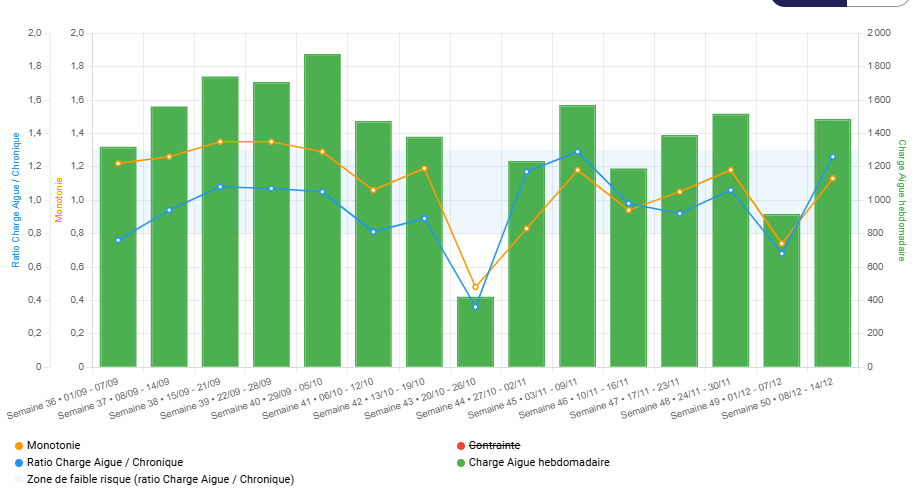 2,0 2,0 2 000
1,8 1,8 1 800
1,6 1,6 1 600
1,4 1,4 1 400
1,2 1,2 1 200
1,0 1,0 1 000
0,8 0,8 800
0,6 0,6 600
0,4 0,4 400
0,2 0,2 200
0 0 0
Ratio Charge Aigue / Chronique
Monotonie
Charge Aigue hebdomadaire
Semaine 36 • 01/09 - 07/09
Semaine 37 • 08/09 - 14/09
Semaine 38 • 15/09 - 21/09
Semaine 39 • 22/09 - 28/09
Semaine 40 • 29/09 - 05/10
Semaine 41 • 06/10 - 12/10
Semaine 42 • 13/10 - 19/10
Semaine 43 • 20/10 - 26/10
Semaine 44 • 27/10 - 02/11
Semaine 45 • 03/11 - 09/11
Semaine 46 • 10/11 - 16/11
Semaine 47 • 17/11 - 23/11
Semaine 48 • 24/11 - 30/11
Semaine 49 • 01/12 - 07/12
Semaine 50 • 08/12 - 14/12
Monotonie
Contrainte
Ratio Charge Aigue / Chronique
Charge Aigue hebdomadaire
Zone de faible risque (ratio Charge Aigue / Chronique)